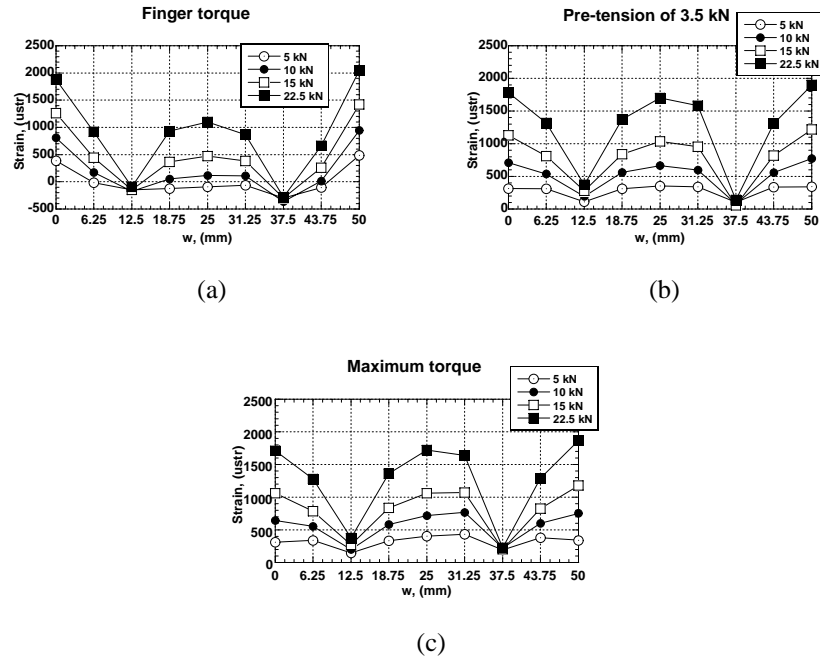 Finger torque
5 kN
10 kN
15 kN
22.5 kN
Strain, (ustr)
2500
2000
1500
1000
500
0
-500
0 6.25 12.5 18.75 25 31.25 37.5 43.75 50
w, (mm)
(a)
Pre-tension of 3.5 kN
5 kN
10 kN
15 kN
22.5 kN
Strain, (ustr)
2500
2000
1500
1000
500
0
0 6.25 12.5 18.75 25 31.25 37.5 43.75 50
w, (mm)
(b)
Maximum torque
5 kN
10 kN
15 kN
22.5 kN
Strain, (ustr)
2500
2000
1500
1000
500
0
0 6.25 12.5 18.75 25 31.25 37.5 43.75 50
w, (mm)
(c)